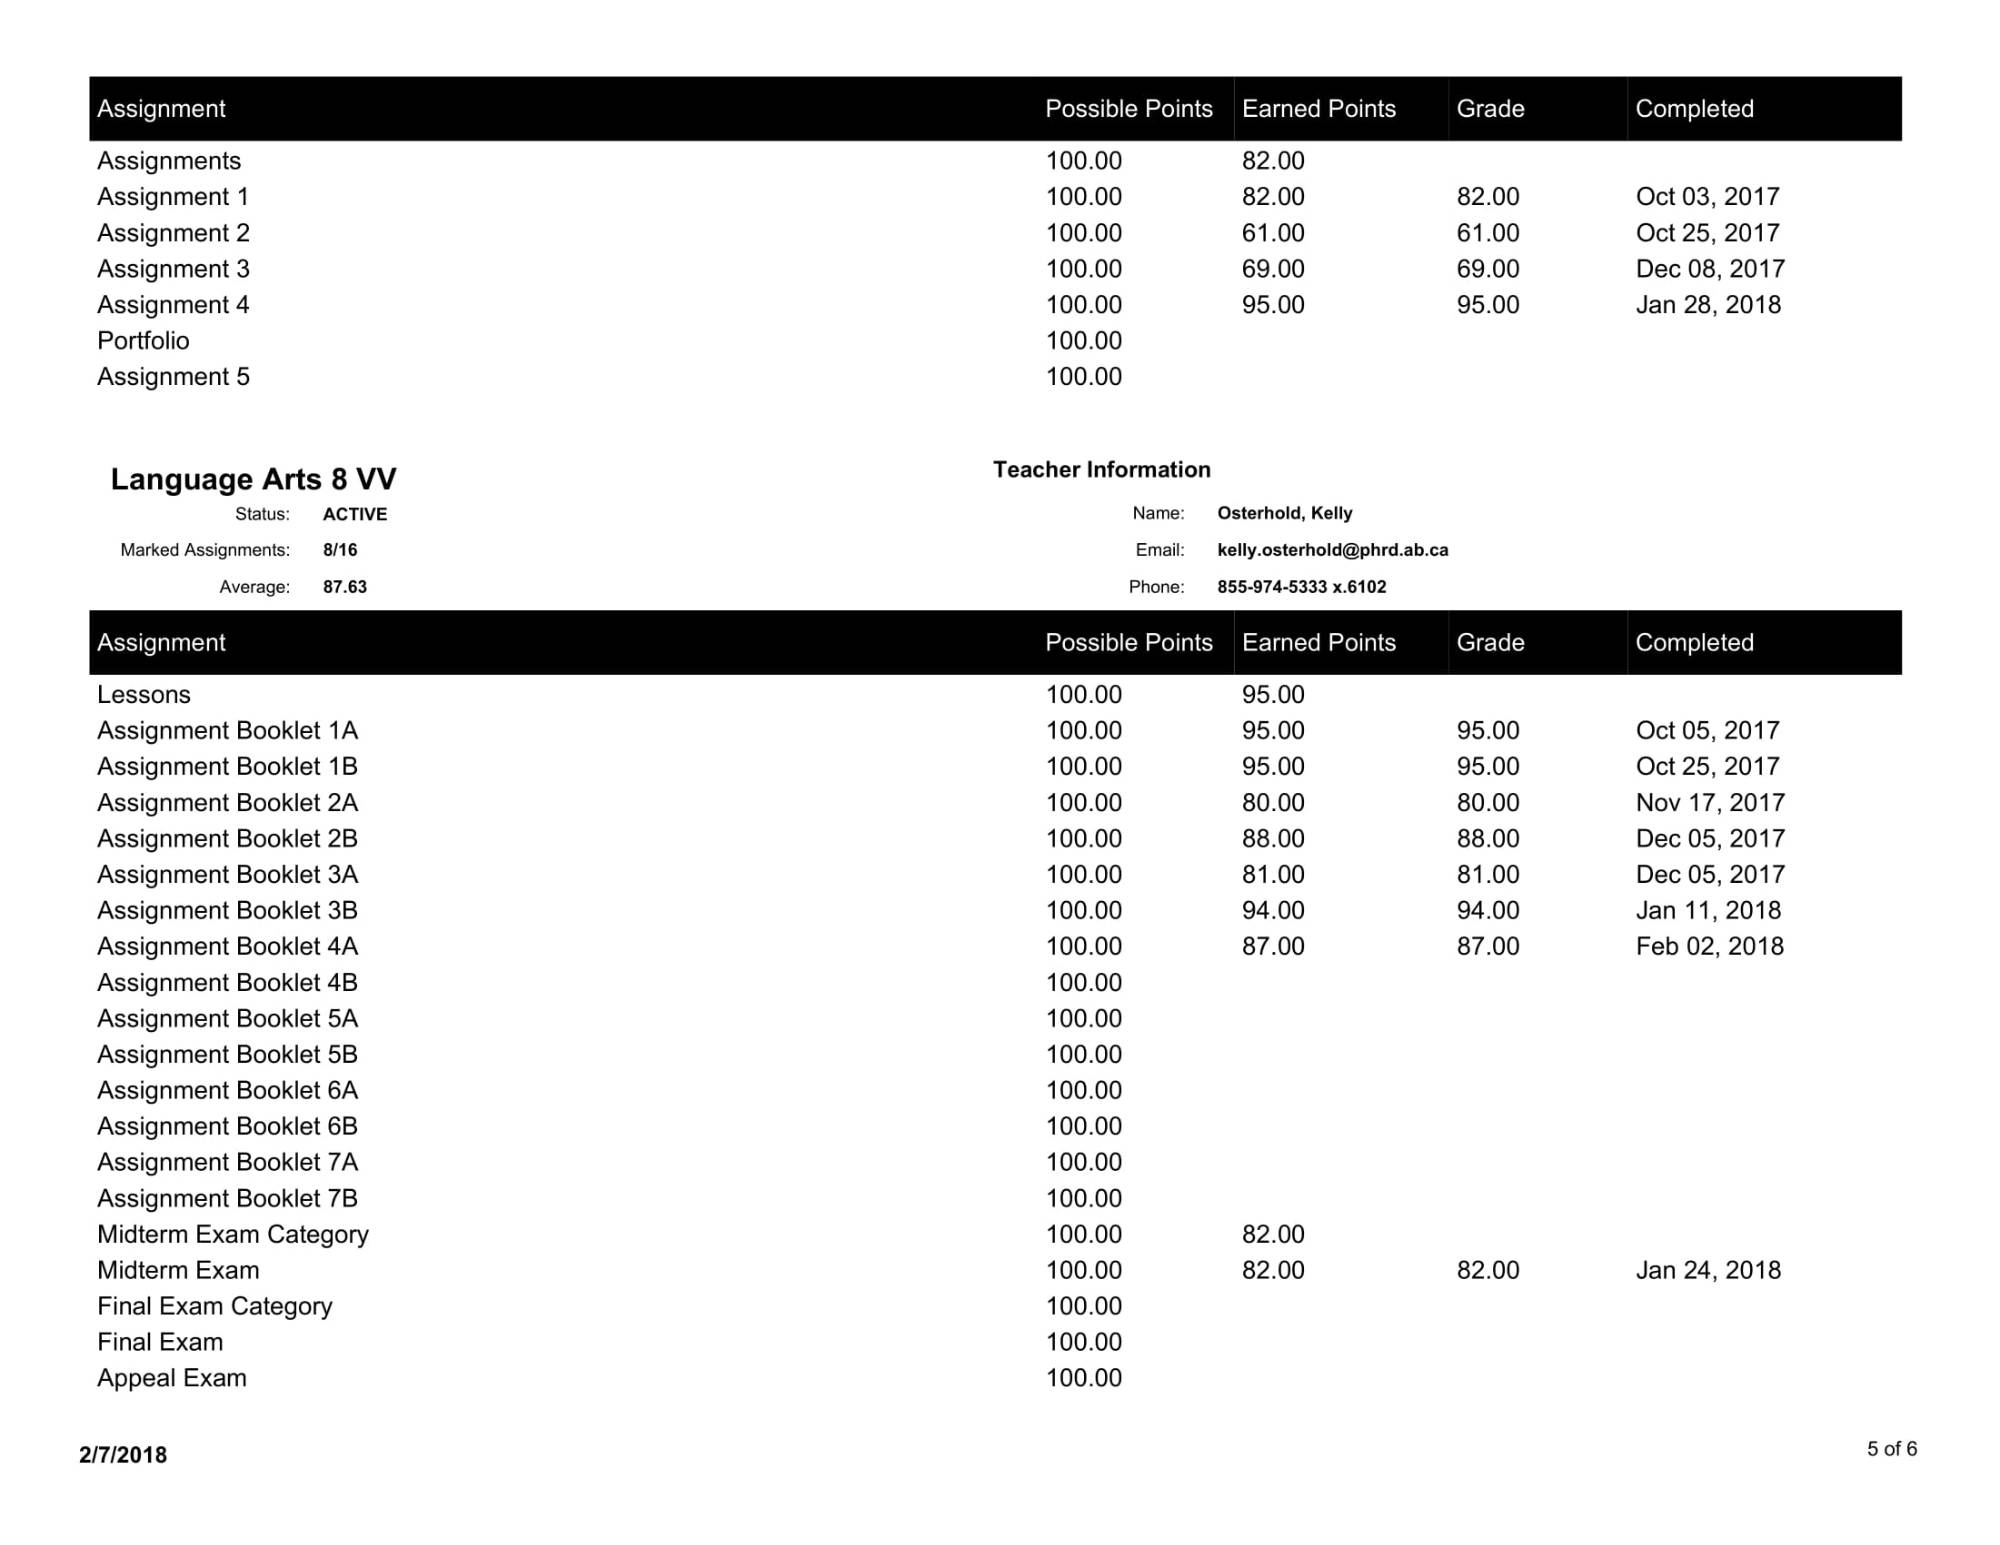 Assignment Possible Points Earned Points Grade Completed
Assignments 100.00 82.00
Assignment 1 100.00 82.00 82.00 Oct 03, 2017
Assignment 2 100.00 61.00 61.00 Oct 25, 2017
Assignment 3 100.00 69.00 69.00 Dec 08, 2017
Assignment 4 100.00 95.00 95.00 Jan 28, 2018
Portfolio 100.00
Assignment 5 100.00
Language Arts 8 VV Teacher Information
Status: ACTIVE Name: Osterhold, Kelly
Marked Assignments: 8/16 Email: kelly.osterhold@phrd.ab.ca
Average: 87.63 Phone: 855-974-5333 x.6102
Assignment Possible Points Earned Points Grade Completed
Lessons 100.00 95.00
Assignment Booklet 1A 100.00 95.00 95.00 Oct 05, 2017
Assignment Booklet 1B 100.00 95.00 95.00 Oct 25, 2017
Assignment Booklet 2A 100.00 80.00 80.00 Nov 17, 2017
Assignment Booklet 2B 100.00 88.00 88.00 Dec 05, 2017
Assignment Booklet 3A 100.00 81.00 81.00 Dec 05, 2017
Assignment Booklet 3B 100.00 94.00 94.00 Jan 11, 2018
Assignment Booklet 4A 100.00 87.00 87.00 Feb 02, 2018
Assignment Booklet 4B 100.00
Assignment Booklet 5A 100.00
Assignment Booklet 5B 100.00
Assignment Booklet 6A 100.00
Assignment Booklet 6B 100.00
Assignment Booklet 7A 100.00
Assignment Booklet 7B 100.00
Midterm Exam Category 100.00 82.00
Midterm Exam 100.00 82.00 82.00 Jan 24, 2018
Final Exam Category 100.00
Final Exam 100.00
Appeal Exam 100.00
2/7/2018 5 of 6